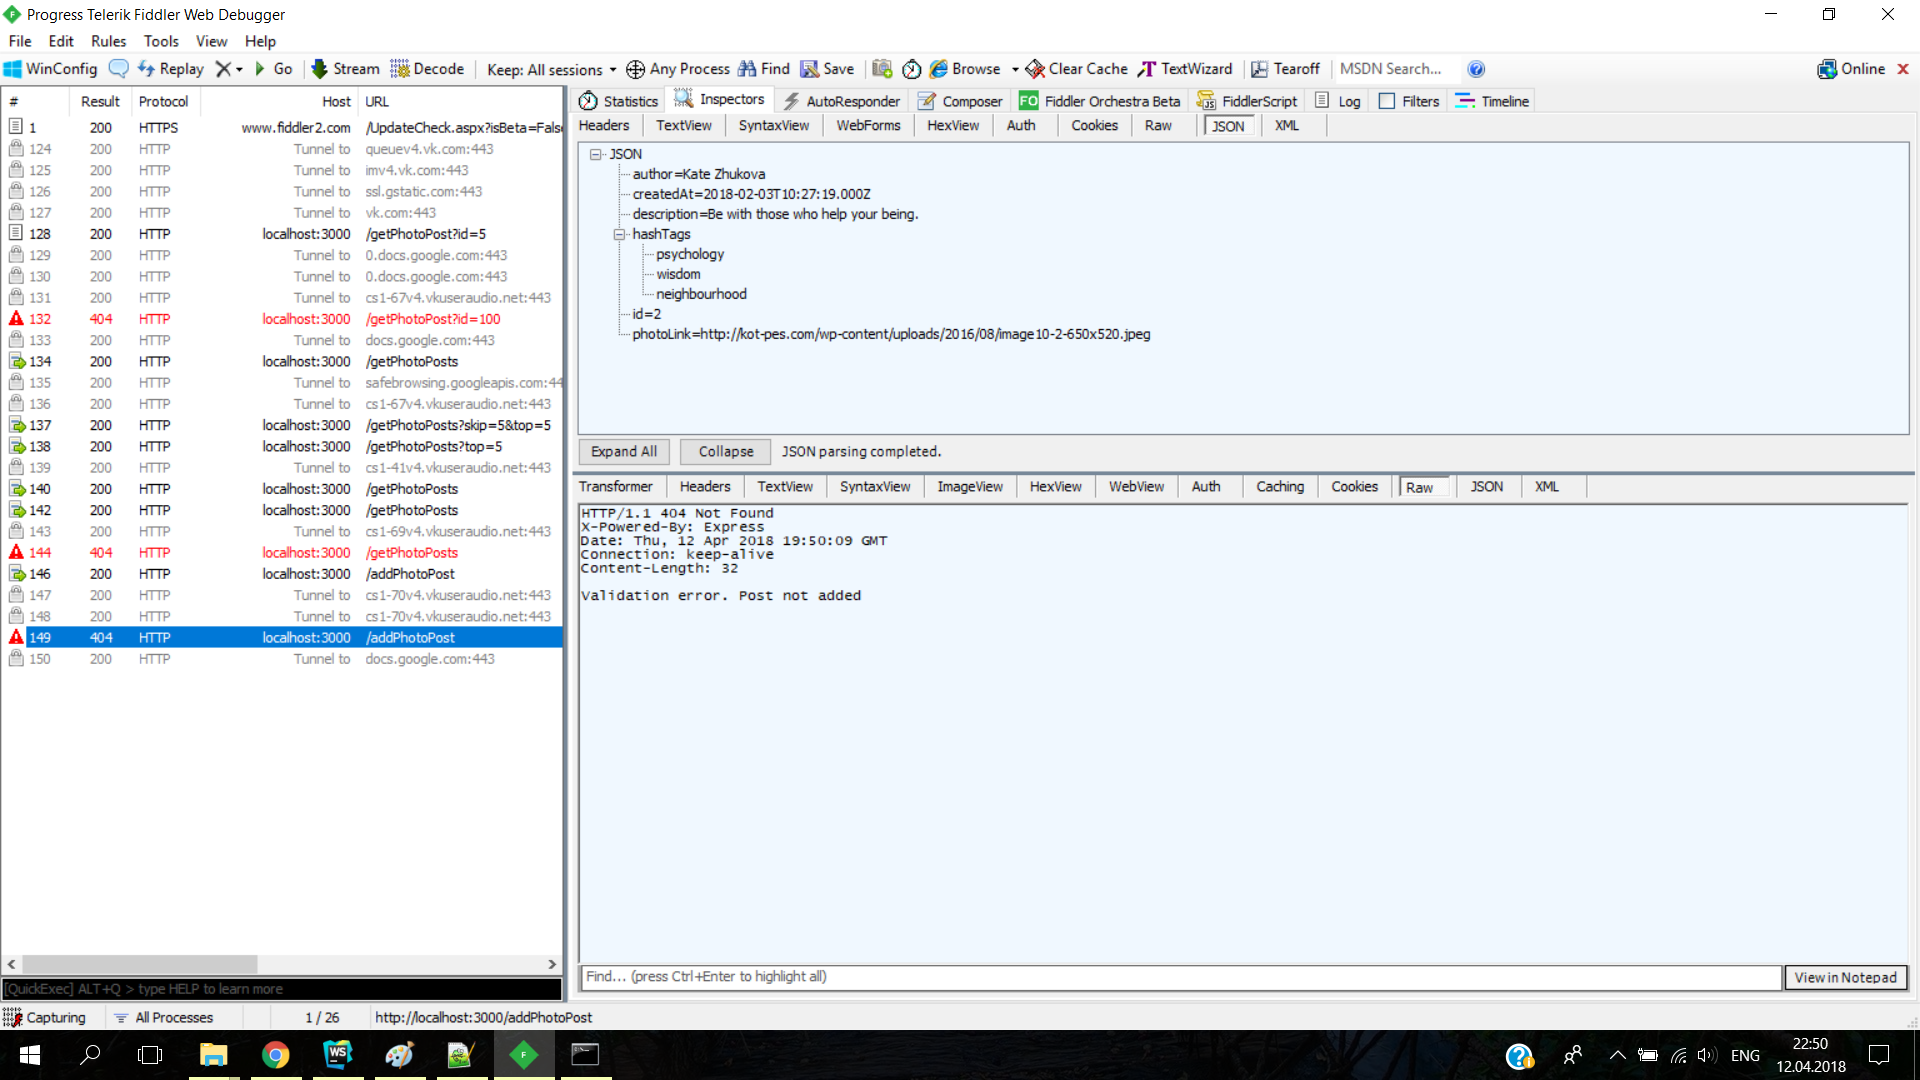 Progress Telerik Fiddler Web Debugger
File Edit Rules Tools View Help
WinConfig Replay Go Stream Decode Keep: All sessions Any Process Find Save Browse Clear Cache TextWizard Tearoff MSDN Search... Online
# Result Protocol Host URL
1 200 HTTPS www.fiddler2.com /UpdateCheck.aspx?isBeta=False
124 200 HTTP Tunnel to queuev4.vk.com:443
125 200 HTTP Tunnel to imv4.vk.com:443
126 200 HTTP Tunnel to ssl.gstatic.com:443
127 200 HTTP Tunnel to vk.com:443
128 200 HTTP localhost:3000 /getPhotoPost?id=5
129 200 HTTP Tunnel to 0.docs.google.com:443
130 200 HTTP Tunnel to 0.docs.google.com:443
131 200 HTTP Tunnel to cs1-67v4.vkuseraudio.net:443
132 404 HTTP localhost:3000 /getPhotoPost?id=100
133 200 HTTP Tunnel to docs.google.com:443
134 200 HTTP localhost:3000 /getPhotoPosts
135 200 HTTP Tunnel to safebrowsing.googleapis.com:44
136 200 HTTP Tunnel to cs1-67v4.vkuseraudio.net:443
137 200 HTTP localhost:3000 /getPhotoPosts?skip=5&top=5
138 200 HTTP localhost:3000 /getPhotoPosts?top=5
139 200 HTTP Tunnel to cs1-41v4.vkuseraudio.net:443
140 200 HTTP localhost:3000 /getPhotoPosts
142 200 HTTP localhost:3000 /getPhotoPosts
143 200 HTTP Tunnel to cs1-69v4.vkuseraudio.net:443
144 404 HTTP localhost:3000 /getPhotoPosts
146 200 HTTP localhost:3000 /addPhotoPost
147 200 HTTP Tunnel to cs1-70v4.vkuseraudio.net:443
148 200 HTTP Tunnel to cs1-70v4.vkuseraudio.net:443
149 404 HTTP localhost:3000 /addPhotoPost
150 200 HTTP Tunnel to docs.google.com:443
[QuickExec] ALT+Q > type HELP to learn more
Statistics Inspectors AutoResponder Composer FO Fiddler Orchestra Beta FiddlerScript Log Filters Timeline
Headers TextView SyntaxView WebForms HexView Auth Cookies Raw JSON XML
JSON
author=Kate Zhukova
createdAt=2018-02-03T10:27:19.000Z
description=Be with those who help your being.
hashTags
psychology
wisdom
neighbourhood
id=2
photoLink=http://kot-pes.com/wp-content/uploads/2016/08/image10-2-650x520.jpeg
Expand All Collapse JSON parsing completed.
Transformer Headers TextView SyntaxView ImageView HexView WebView Auth Caching Cookies Raw JSON XML
HTTP/1.1 404 Not Found
X-Powered-By: Express
Date: Thu, 12 Apr 2018 19:50:09 GMT
Connection: keep-alive
Content-Length: 32
Validation error. Post not added
Find... (press Ctrl+Enter to highlight all) View in Notepad
Capturing All Processes 1 / 26 http://localhost:3000/addPhotoPost
WS F ENG 22:50
12.04.2018